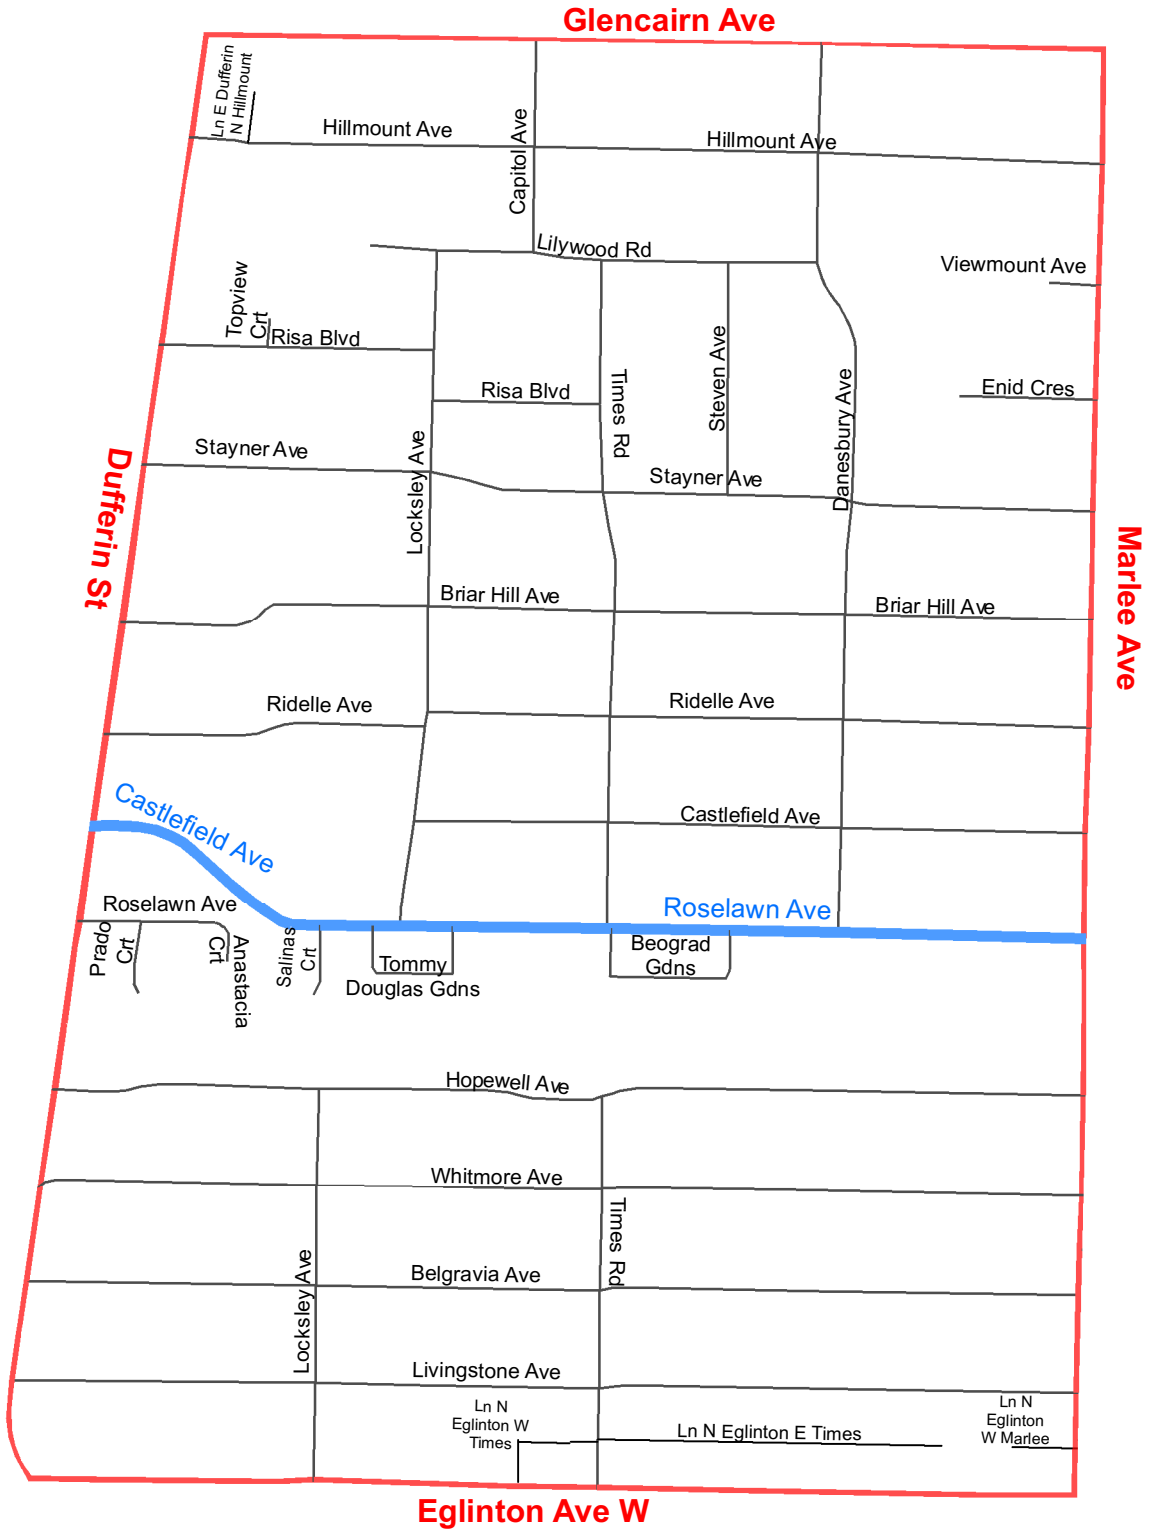 Glencairn Ave
Ln E Dufferin
N Hillmount
Hillmount Ave
Capitol Ave
Hillmount Ave
Lilywood Rd
Viewmount Ave
Topview
Crt
Risa Blvd
Risa Blvd
Times Rd
Steven Ave
Danesbury Ave
Enid Cres
Stayner Ave
Locksley Ave
Stayner Ave
Dufferin St
Marlee Ave
Briar Hill Ave
Briar Hill Ave
Ridelle Ave
Ridelle Ave
Castlefield Ave
Castlefield Ave
Roselawn Ave
Roselawn Ave
Prado
Crt
Anastacia
Crt
Salinas
Crt
Tommy
Douglas Gdns
Beograd
Gdns
Hopewell Ave
Whitmore Ave
Times Rd
Locksley Ave
Belgravia Ave
Livingstone Ave
Ln N
Eglinton W
Times
Ln N Eglinton E Times
Ln N
Eglinton
W Marlee
Eglinton Ave W